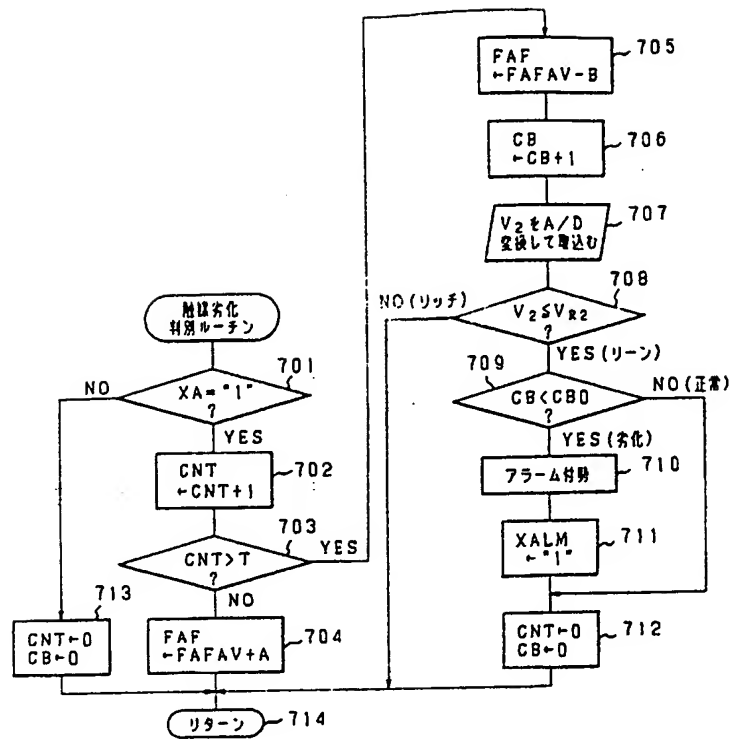 触媒劣化
判別ルーチン
701
XA="1"
?
NO
YES
CNT
←CNT+1
702
703
CNT>T
?
YES
NO
FAF
←FAFAV+A
704
713
CNT←0
CB←0
リターン
714
FAF
←FAFAV-B
705
CB
←CB+1
706
V2をA/D
変換して取込む
707
708
V2≦VR2
?
NO(リッチ)
YES(リーン)
709
CB<CB0
?
NO(正常)
YES(劣化)
アラーム付勢
710
XALM
←"1"
711
CNT←0
CB←0
712